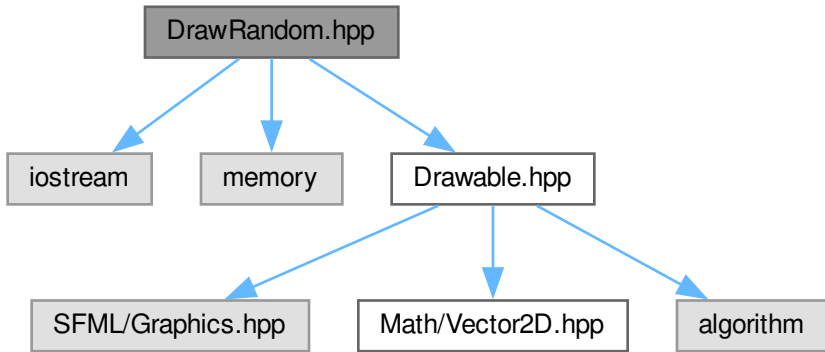 DrawRandom.hpp
iostream
memory
Drawable.hpp
SFML/Graphics.hpp
Math/Vector2D.hpp
algorithm